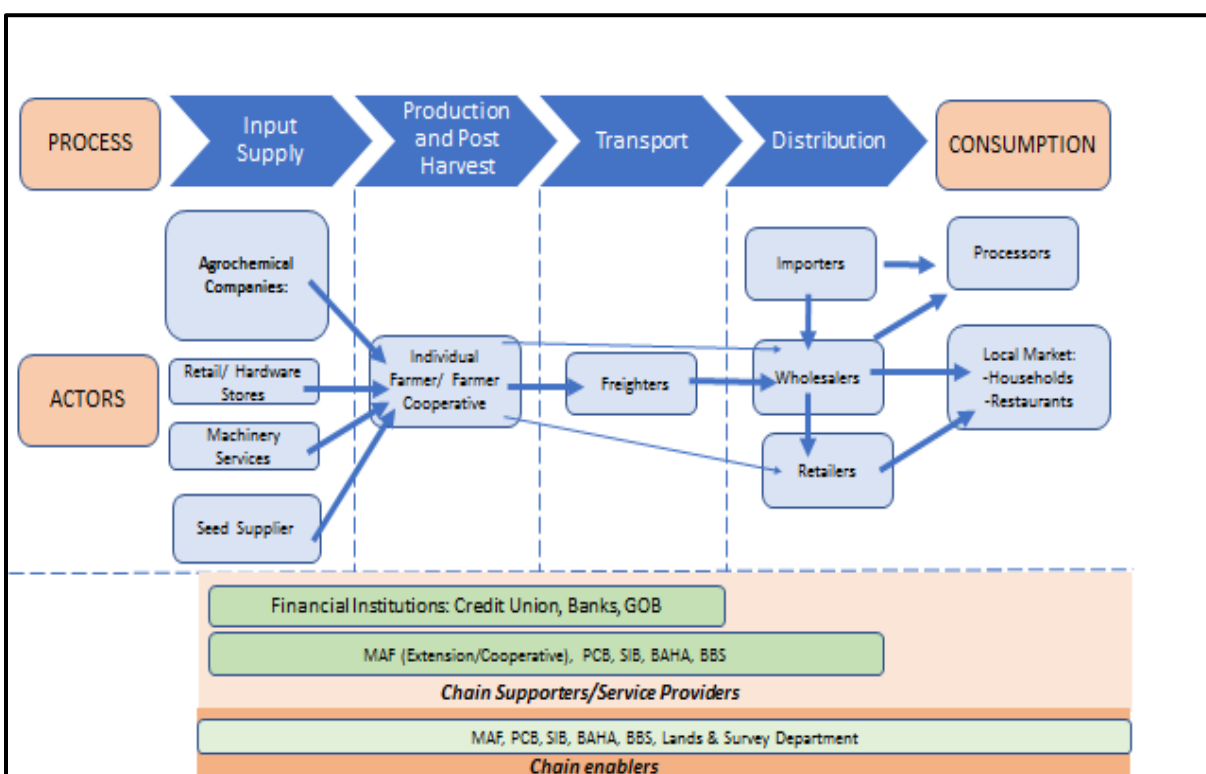 PROCESS
Input
Supply
Production
and Post
Harvest
Transport
Distribution
CONSUMPTION
Agrochemical
Companies:
Importers
Processors
ACTORS
Retail/ Hardware
Stores
Individual
Farmer/ Farmer
Cooperative
Freighters
Wholesalers
Local Market:
-Households
-Restaurants
Machinery
Services
Retailers
Seed Supplier
Financial Institutions: Credit Union, Banks, GOB
MAF (Extension/Cooperative), PCB, SIB, BAHA, BBS
Chain Supporters/Service Providers
MAF, PCB, SIB, BAHA, BBS, Lands & Survey Department
Chain enablers